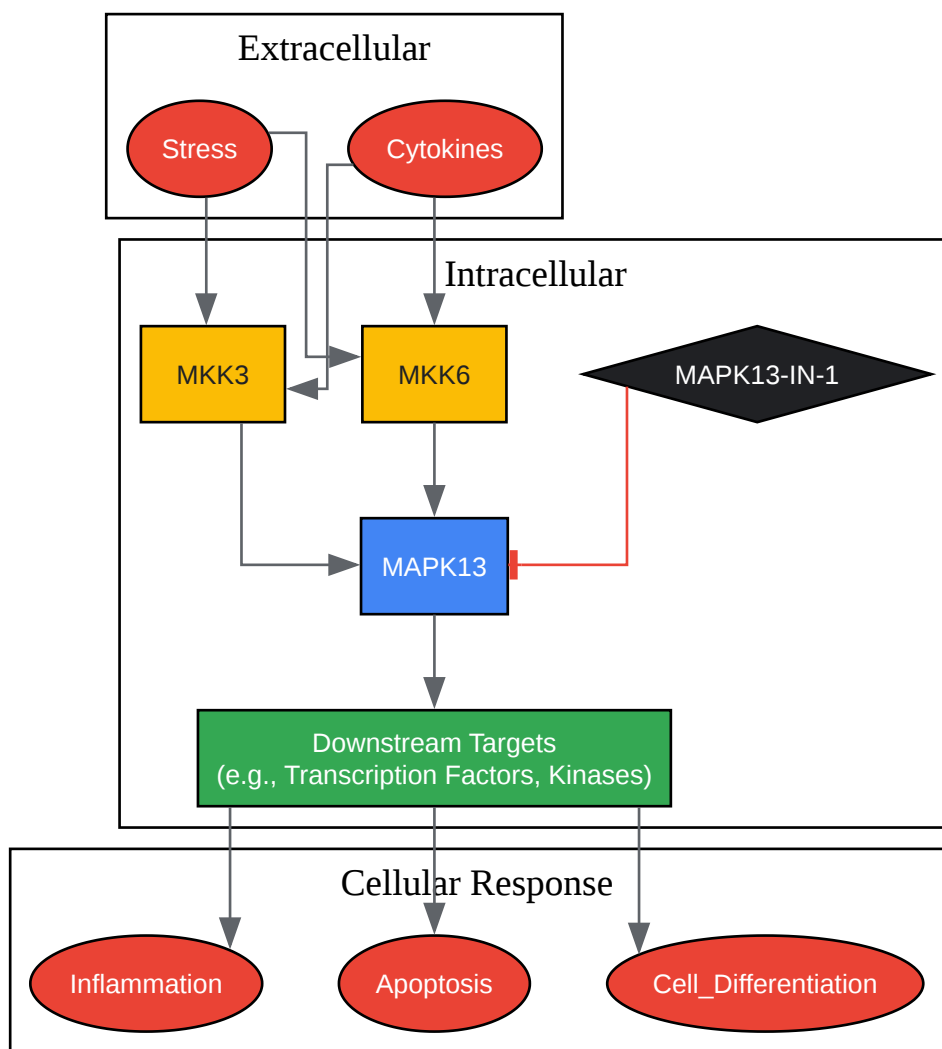 Extracellular
Stress
Cytokines
Intracellular
MKK3
MKK6
MAPK13-IN-1
MAPK13
Downstream Targets
(e.g., Transcription Factors, Kinases)
Cellular Response
Inflammation
Apoptosis
Cell_Differentiation